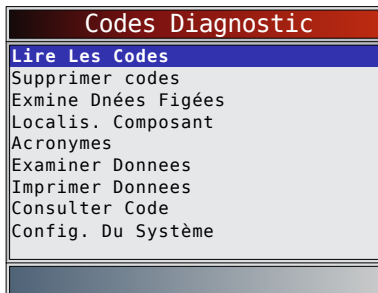 Codes Diagnostic
Lire Les Codes
Supprimer codes
Exmine Dnées Figées
Localis. Composant
Acronymes
Examiner Donnees
Imprimer Donnees
Consulter Code
Config. Du Système